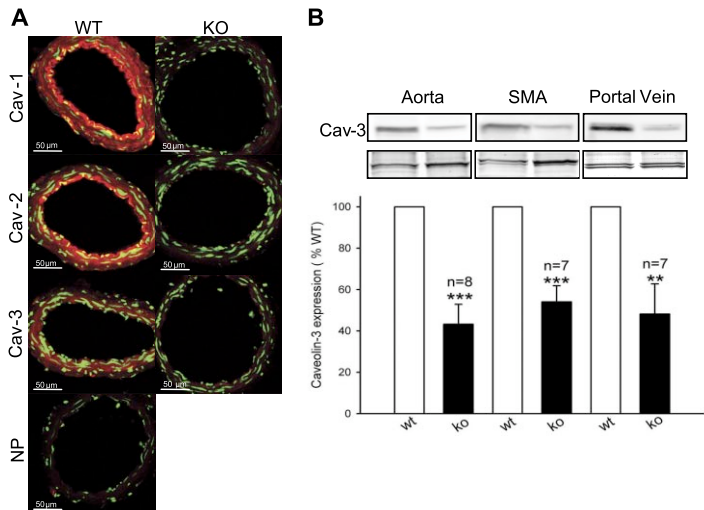 A
WT KO
Cav-1
50 µm 50 µm
Cav-2
50 µm 50 µm
Cav-3
50 µm 50 µm
NP
50 µm
B
Aorta SMA Portal Vein
Cav-3
Caveolin-3 expression ( % WT)
100
80
60
40
20
0
n=8
***
n=7
***
n=7
**
wt ko wt ko wt ko